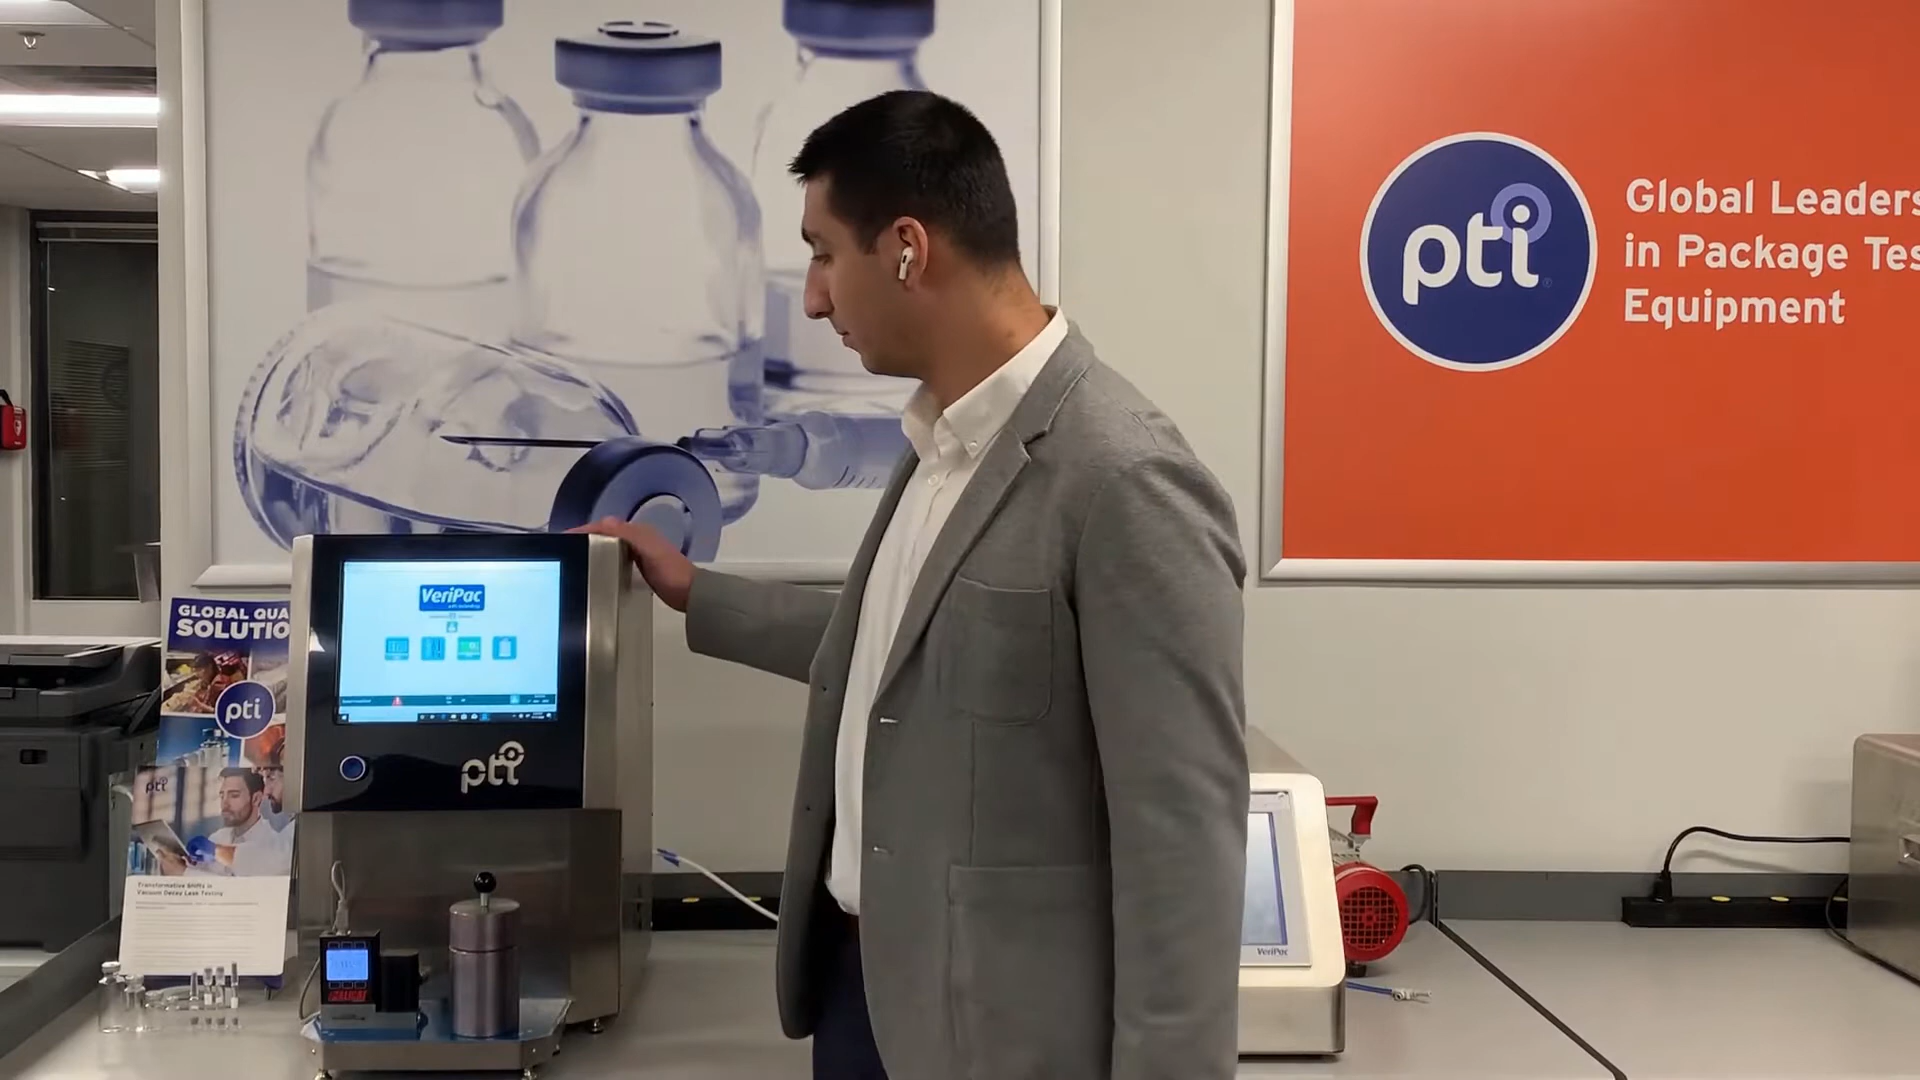 pti
Global Leaders
in Package Tes
Equipment
VeriPac
GLOBAL QUA
SOLUTIO
pti
pti
pti
Transformative Shifts in
Vacuum Decay Leak Testing
ALICAT
VeriPac